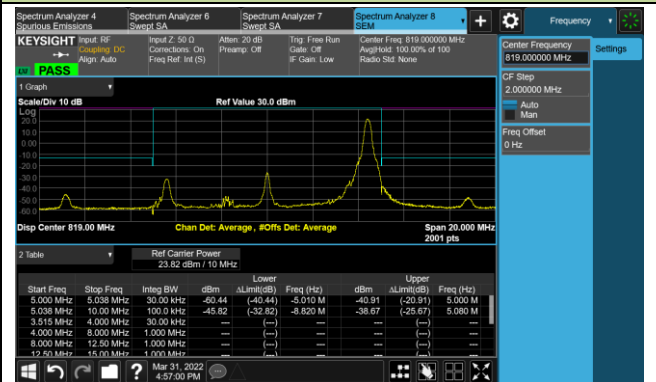 Spectrum Analyzer 4
Spurious Emissions
Spectrum Analyzer 6
Swept SA
Spectrum Analyzer 7
Swept SA
Spectrum Analyzer 8
SEM
+
Frequency
KEYSIGHT
Input: RF
Coupling: DC
Align: Auto
Input Z: 50 Ω
Corrections: On
Freq Ref: Int (S)
Atten: 20 dB
Preamp: Off
Trig: Free Run
Gate: Off
IF Gain: Low
Center Freq: 819.000000 MHz
Avg|Hold: 100.00% of 100
Radio Std: None
PASS
Center Frequency
819.000000 MHz
Settings
CF Step
2.000000 MHz
Auto
Man
Freq Offset
0 Hz
1 Graph
Scale/Div 10 dB
Ref Value 30.0 dBm
Log
20.0
10.0
0.00
-10.0
-20.0
-30.0
-40.0
-50.0
-60.0
Disp Center 819.00 MHz
Chan Det: Average , #Offs Det: Average
Span 20.000 MHz
2001 pts
2 Table
Ref Carrier Power
23.82 dBm / 10 MHz
Lower Upper
Start Freq Stop Freq Integ BW dBm ΔLimit(dB) Freq (Hz) dBm ΔLimit(dB) Freq (Hz)
5.000 MHz 5.038 MHz 30.00 kHz -60.44 (-40.44) -5.010 M -40.91 (-20.91) 5.000 M
5.038 MHz 10.00 MHz 100.0 kHz -45.82 (-32.82) -8.820 M -38.67 (-25.67) 5.080 M
3.515 MHz 4.000 MHz 30.00 kHz --- (---) --- --- (---) ---
4.000 MHz 8.000 MHz 1.000 MHz --- (---) --- --- (---) ---
8.000 MHz 12.50 MHz 1.000 MHz --- (---) --- --- (---) ---
12.50 MHz 15.00 MHz 1.000 MHz --- (---) --- --- (---) ---
?
Mar 31, 2022
4:57:00 PM